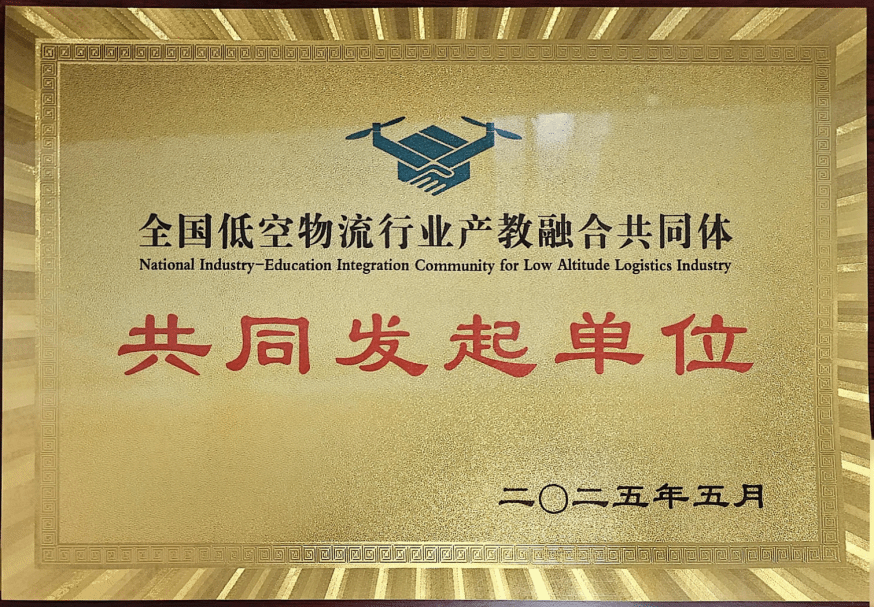 全国低空物流行业产教融合共同体
National Industry-Education Integration Community for Low Altitude Logistics Industry
共同发起单位
二〇二五年五月